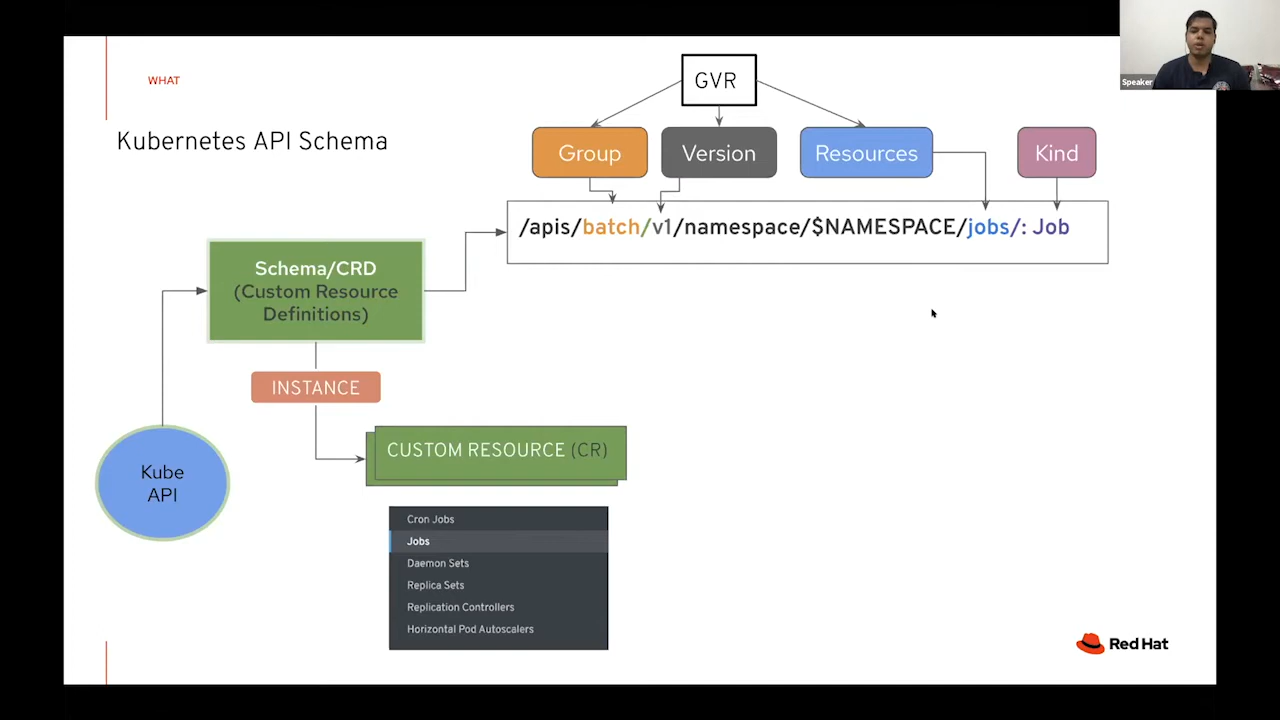 WHAT
Kubernetes API Schema
GVR
Group
Version
Resources
Kind
/apis/batch/v1/namespace/$NAMESPACE/jobs/: Job
Schema/CRD
(Custom Resource
Definitions)
INSTANCE
CUSTOM RESOURCE (CR)
Kube
API
Cron Jobs
Jobs
Daemon Sets
Replica Sets
Replication Controllers
Horizontal Pod Autoscalers
Red Hat
Speaker